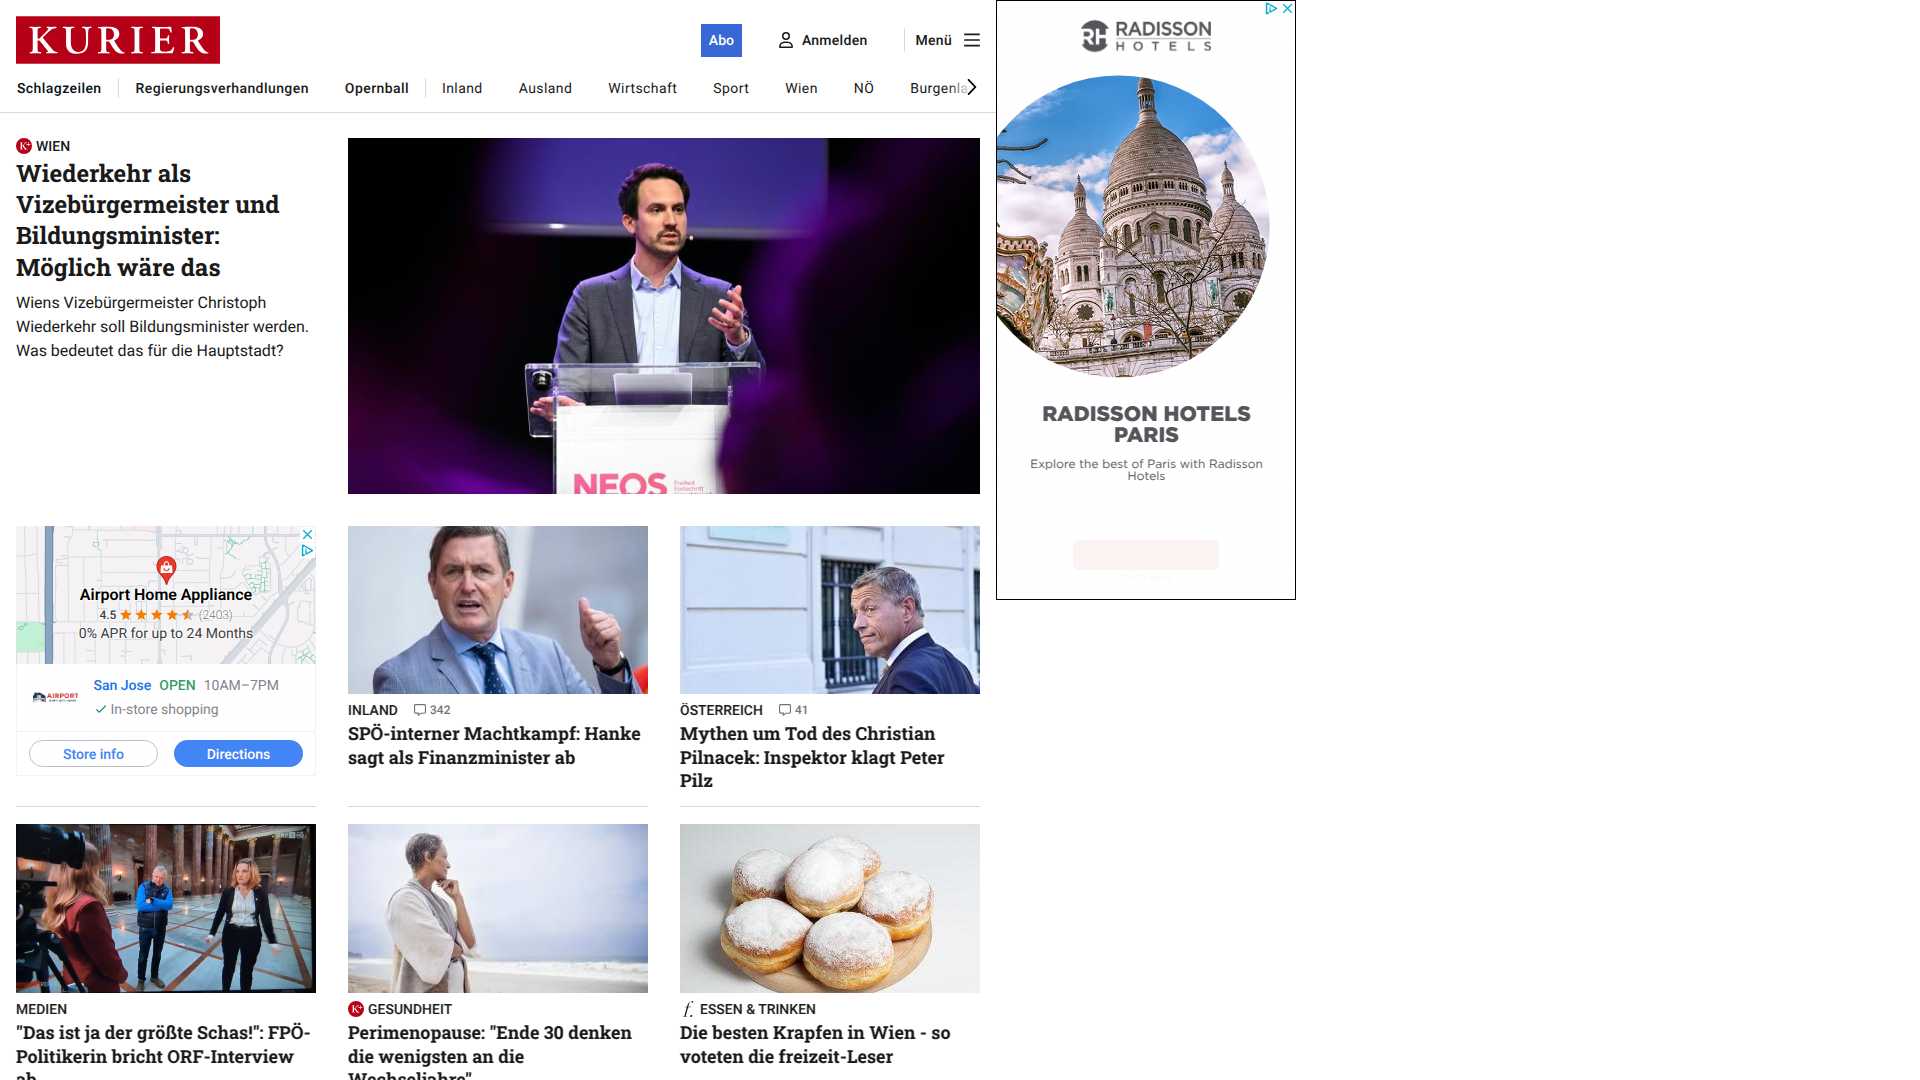 KURIER
Abo
Anmelden
Menü
Schlagzeilen
Regierungsverhandlungen
Opernball
Inland
Ausland
Wirtschaft
Sport
Wien
NÖ
Burgenla
WIEN
Wiederkehr als
Vizebürgermeister und
Bildungsminister:
Möglich wäre das
Wiens Vizebürgermeister Christoph
Wiederkehr soll Bildungsminister werden.
Was bedeutet das für die Hauptstadt?
NEOS
RADISSON
HOTELS
RADISSON HOTELS
PARIS
Explore the best of Paris with Radisson
Hotels
Airport Home Appliance
4.5 (2403)
0% APR for up to 24 Months
AIRPORT
San Jose OPEN 10AM–7PM
In-store shopping
Store info
Directions
INLAND 342
SPÖ-interner Machtkampf: Hanke
sagt als Finanzminister ab
ÖSTERREICH 41
Mythen um Tod des Christian
Pilnacek: Inspektor klagt Peter
Pilz
MEDIEN
"Das ist ja der größte Schas!": FPÖ-
Politikerin bricht ORF-Interview
ab
GESUNDHEIT
Perimenopause: "Ende 30 denken
die wenigsten an die
Wechseljahre"
f. ESSEN & TRINKEN
Die besten Krapfen in Wien - so
voteten die freizeit-Leser